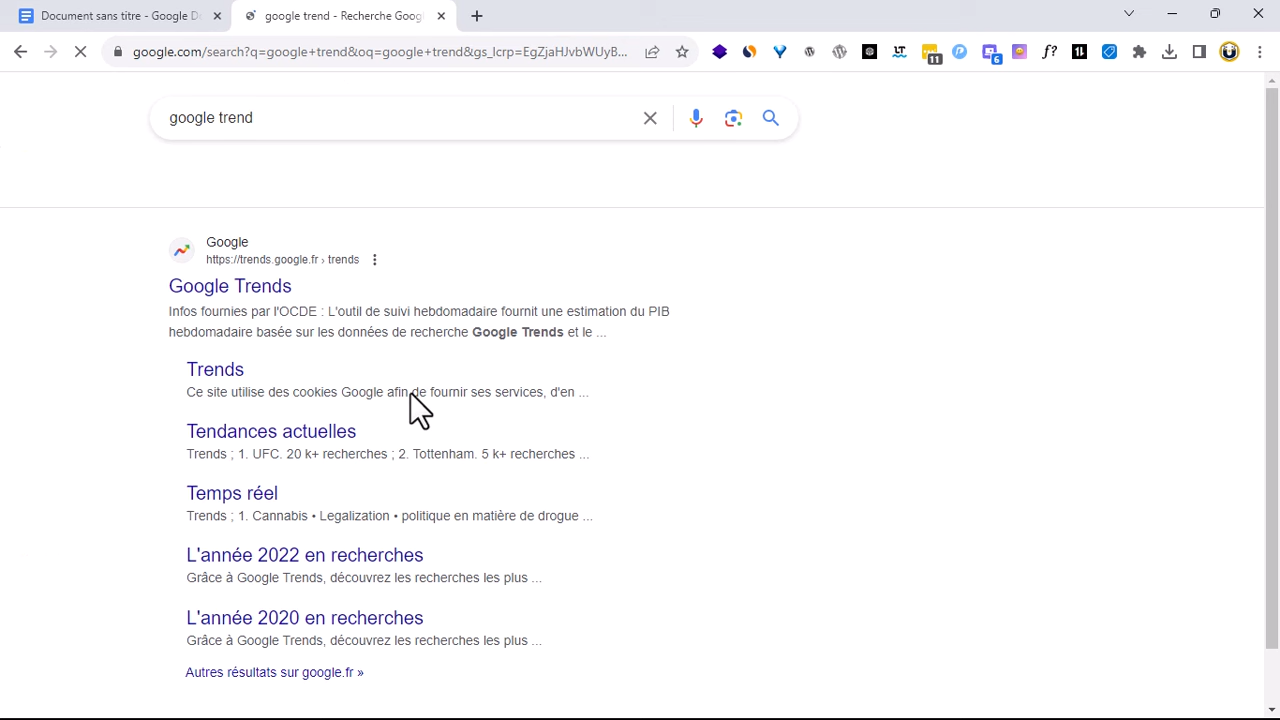 Document sans titre - Google D
google trend - Recherche Goog
google.com/search?q=google+trend&oq=google+trend&gs_lcrp=EgZjaHJvbWUyB...
11
6
f?
google trend
Google
https://trends.google.fr › trends
Google Trends
Infos fournies par l'OCDE : L'outil de suivi hebdomadaire fournit une estimation du PIB
hebdomadaire basée sur les données de recherche Google Trends et le ...
Trends
Ce site utilise des cookies Google afin de fournir ses services, d'en ...
Tendances actuelles
Trends ; 1. UFC. 20 k+ recherches ; 2. Tottenham. 5 k+ recherches ...
Temps réel
Trends ; 1. Cannabis • Legalization • politique en matière de drogue ...
L'année 2022 en recherches
Grâce à Google Trends, découvrez les recherches les plus ...
L'année 2020 en recherches
Grâce à Google Trends, découvrez les recherches les plus ...
Autres résultats sur google.fr »